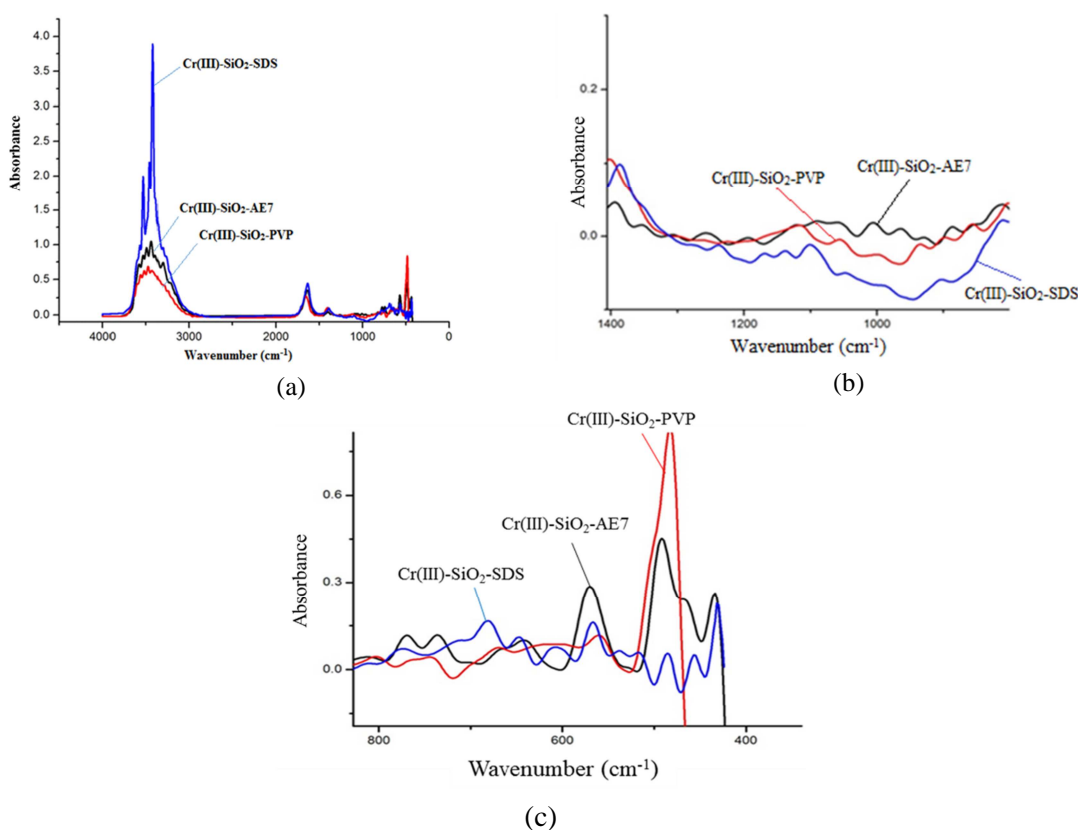 4.0
3.5
3.0
2.5
2.0
1.5
1.0
0.5
0.0
Absorbance
Cr(III)-SiO₂-SDS
Cr(III)-SiO₂-AE7
Cr(III)-SiO₂-PVP
4000 3000 2000 1000 0
Wavenumber (cm⁻¹)
(a)
0.2
0.0
Absorbance
Cr(III)-SiO₂-PVP
Cr(III)-SiO₂-AE7
Cr(III)-SiO₂-SDS
1400 1200 1000
Wavenumber (cm⁻¹)
(b)
0.6
0.3
0.0
Absorbance
Cr(III)-SiO₂-PVP
Cr(III)-SiO₂-AE7
Cr(III)-SiO₂-SDS
800 600 400
Wavenumber (cm⁻¹)
(c)